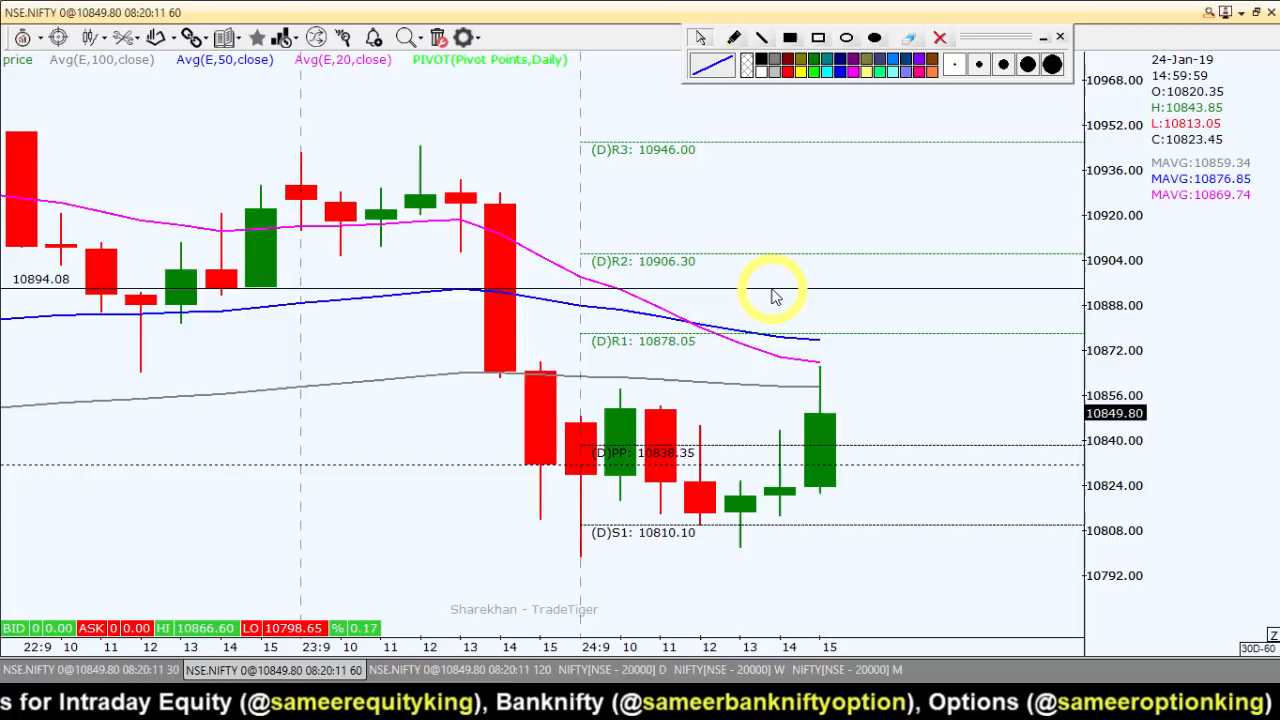 NSE.NIFTY 0@10849.80 08:20:11 60
price Avg(E,100,close) Avg(E,50,close) Avg(E,20,close) PIVOT(Pivot Points,Daily)
24-Jan-19
14:59:59
O:10820.35
H:10843.85
L:10813.05
C:10823.45
MAVG:10859.34
MAVG:10876.85
MAVG:10869.74
10968.00
10952.00
10936.00
10920.00
10904.00
10888.00
10872.00
10856.00
10849.80
10840.00
10824.00
10808.00
10792.00
(D)R3: 10946.00
(D)R2: 10906.30
10894.08
(D)R1: 10878.05
(D)PP: 10838.35
(D)S1: 10810.10
Sharekhan - TradeTiger
BID 0 0.00 ASK 0 0.00 HI 10866.60 LO 10798.65 % 0.17
22:9 10 11 12 13 14 15 23:9 10 11 12 13 14 15 24:9 10 11 12 13 14 15
Z
30D-60
NSE.NIFTY 0@10849.80 08:20:11 30 NSE.NIFTY 0@10849.80 08:20:11 60 NSE.NIFTY 0@10849.80 08:20:11 120 NIFTY[NSE - 20000] D NIFTY[NSE - 20000] W NIFTY[NSE - 20000] M
s for Intraday Equity (@sameerequityking), Banknifty (@sameerbankniftyoption), Options (@sameeroptionking)